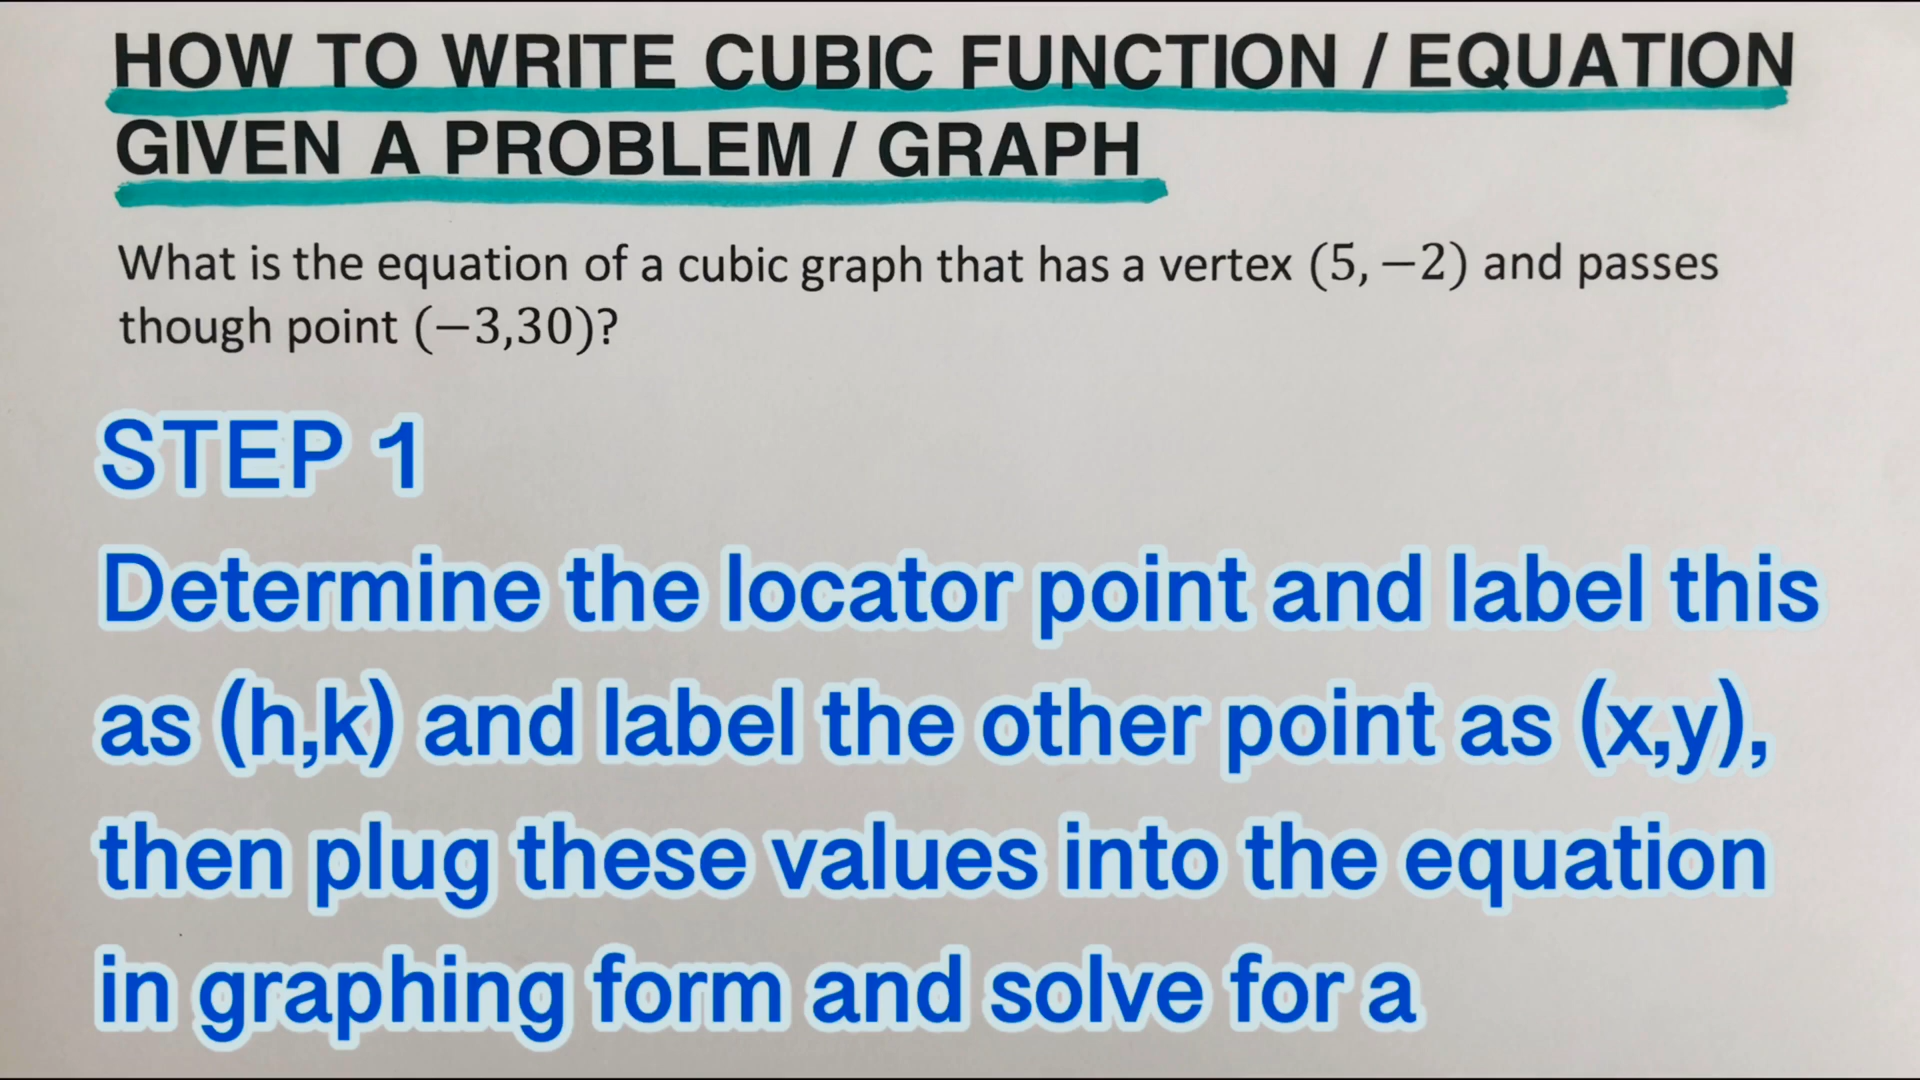 HOW TO WRITE CUBIC FUNCTION / EQUATION
GIVEN A PROBLEM / GRAPH
What is the equation of a cubic graph that has a vertex (5, −2) and passes
though point (−3,30)?
STEP 1
Determine the locator point and label this
as (h,k) and label the other point as (x,y),
then plug these values into the equation
in graphing form and solve for a